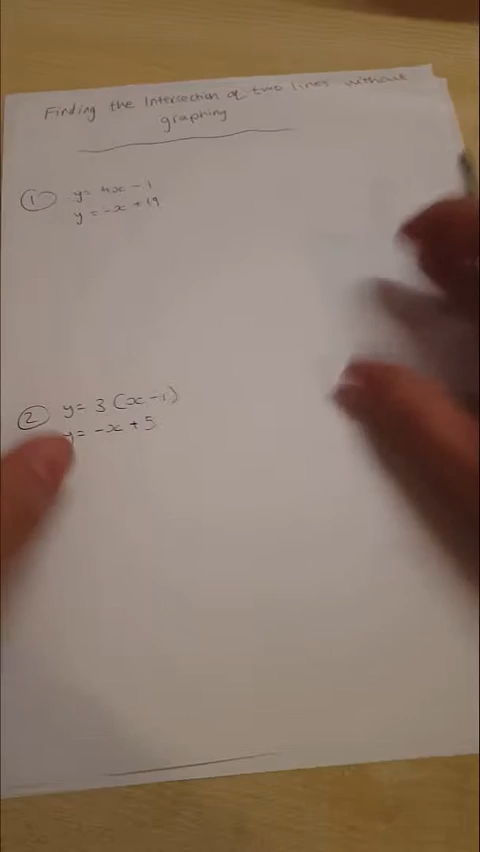 Finding the Intersection of two lines without
graphing
① y = 4x - 1
y = -x + 19
② y = 3(x-1)
y = -x + 5